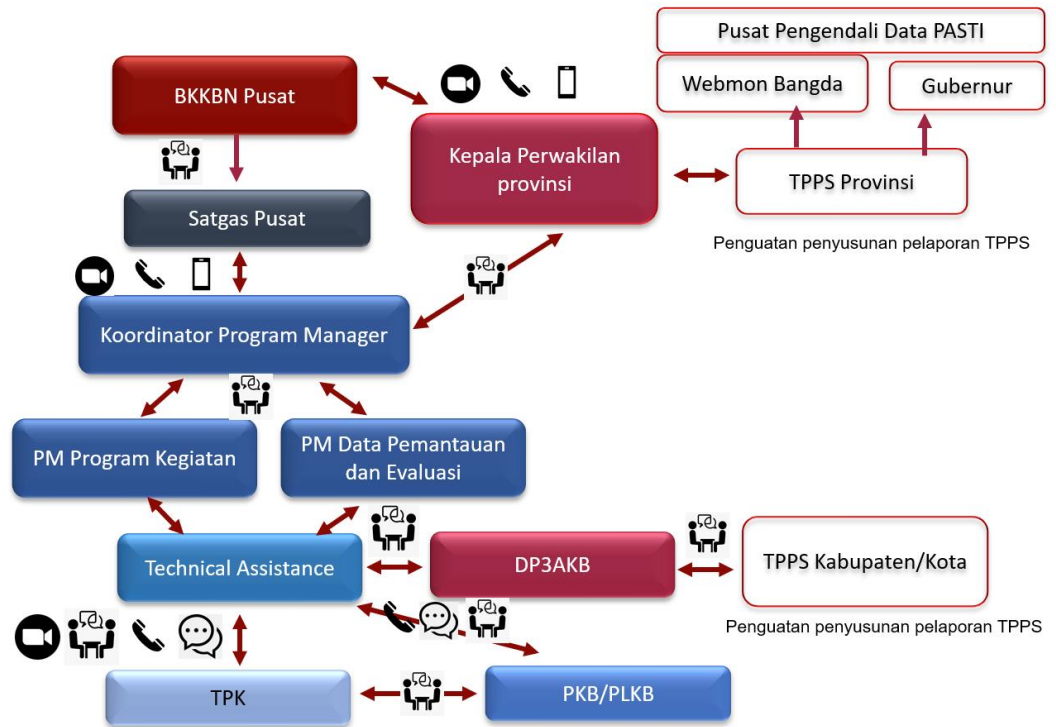 Pusat Pengendali Data PASTI
BKKBN Pusat
Webmon Bangda
Gubernur
Kepala Perwakilan
provinsi
TPPS Provinsi
Satgas Pusat
Penguatan penyusunan pelaporan TPPS
Koordinator Program Manager
PM Program Kegiatan
PM Data Pemantauan
dan Evaluasi
Technical Assistance
DP3AKB
TPPS Kabupaten/Kota
Penguatan penyusunan pelaporan TPPS
TPK
PKB/PLKB